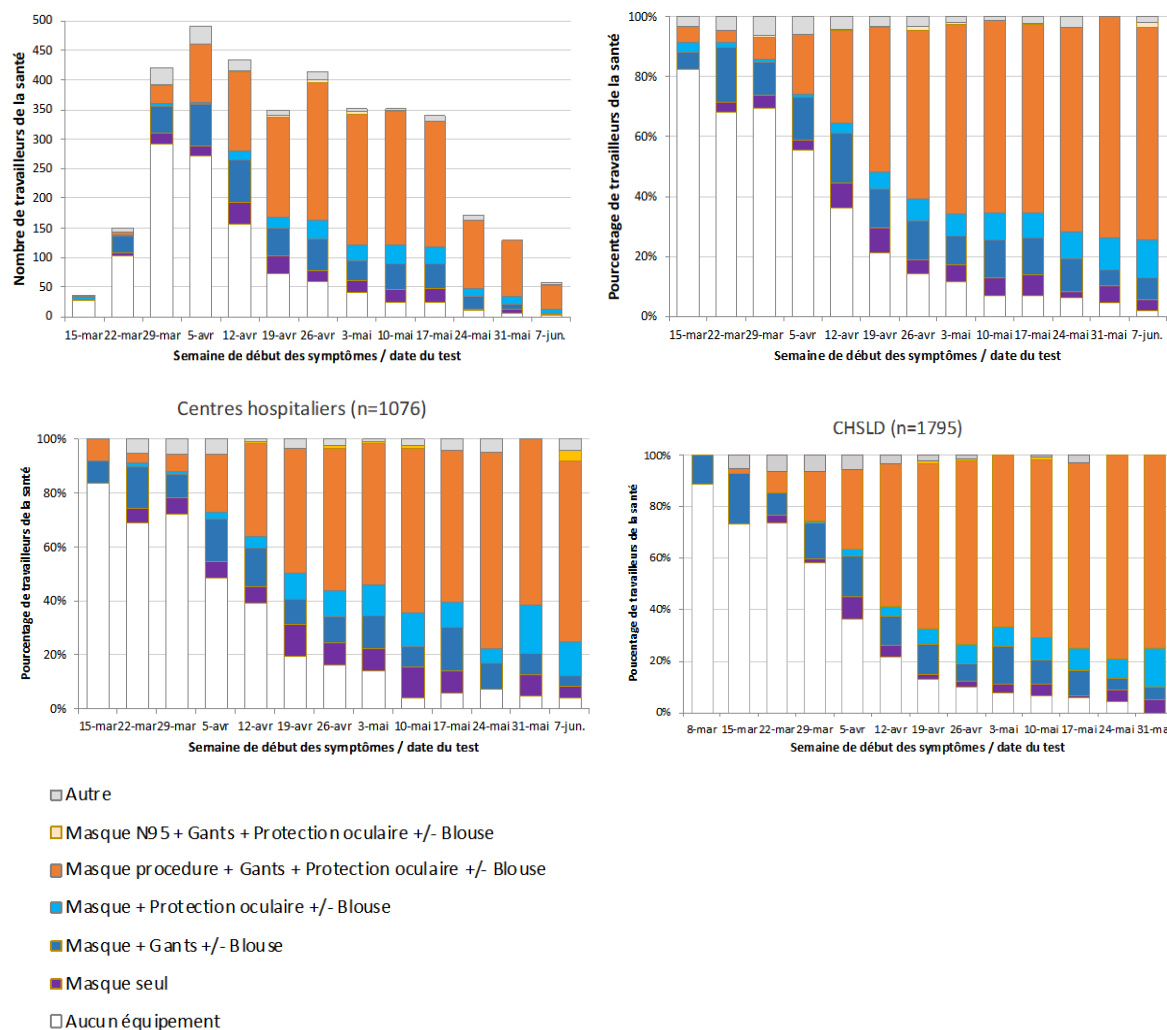 Nombre de travailleurs de la santé
500
450
400
350
300
250
200
150
100
50
0
15-mar 22-mar 29-mar 5-avr 12-avr 19-avr 26-avr 3-mai 10-mai 17-mai 24-mai 31-mai 7-jun.
Semaine de début des symptômes / date du test
Pourcentage de travailleurs de la santé
100%
80%
60%
40%
20%
0%
15-mar 22-mar 29-mar 5-avr 12-avr 19-avr 26-avr 3-mai 10-mai 17-mai 24-mai 31-mai 7-jun.
Semaine de début des symptômes / date du test
Centres hospitaliers (n=1076)
Pourcentage de travailleurs de la santé
100%
80%
60%
40%
20%
0%
15-mar 22-mar 29-mar 5-avr 12-avr 19-avr 26-avr 3-mai 10-mai 17-mai 24-mai 31-mai 7-jun.
Semaine de début des symptômes / date du test
CHSLD (n=1795)
Poucentage de travailleurs de la santé
100%
80%
60%
40%
20%
0%
8-mar 15-mar 22-mar 29-mar 5-avr 12-avr 19-avr 26-avr 3-mai 10-mai 17-mai 24-mai 31-ma
Semaine de début des symptômes / date du test
Autre
Masque N95 + Gants + Protection oculaire +/- Blouse
Masque procedure + Gants + Protection oculaire +/- Blouse
Masque + Protection oculaire +/- Blouse
Masque + Gants +/- Blouse
Masque seul
Aucun équipement